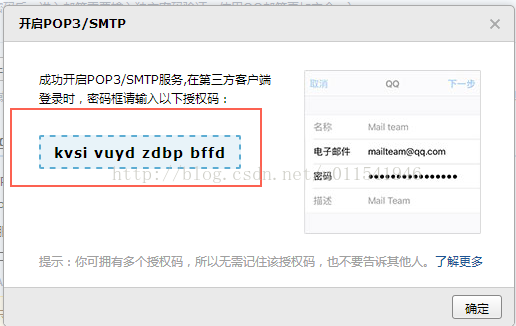 开启POP3/SMTP
成功开启POP3/SMTP服务,在第三方客户端
登录时，密码框请输入以下授权码：
kvsi vuyd zdbp bffd
取消 QQ 下一步
名称 Mail team
电子邮件 mailteam@qq.com
密码 ●●●●●●●●●●●●●●●
描述 Mail Team
http://blog.csdn.net/u011541946
提示：你可拥有多个授权码，所以无需记住该授权码，也不要告诉其他人。了解更多
确定